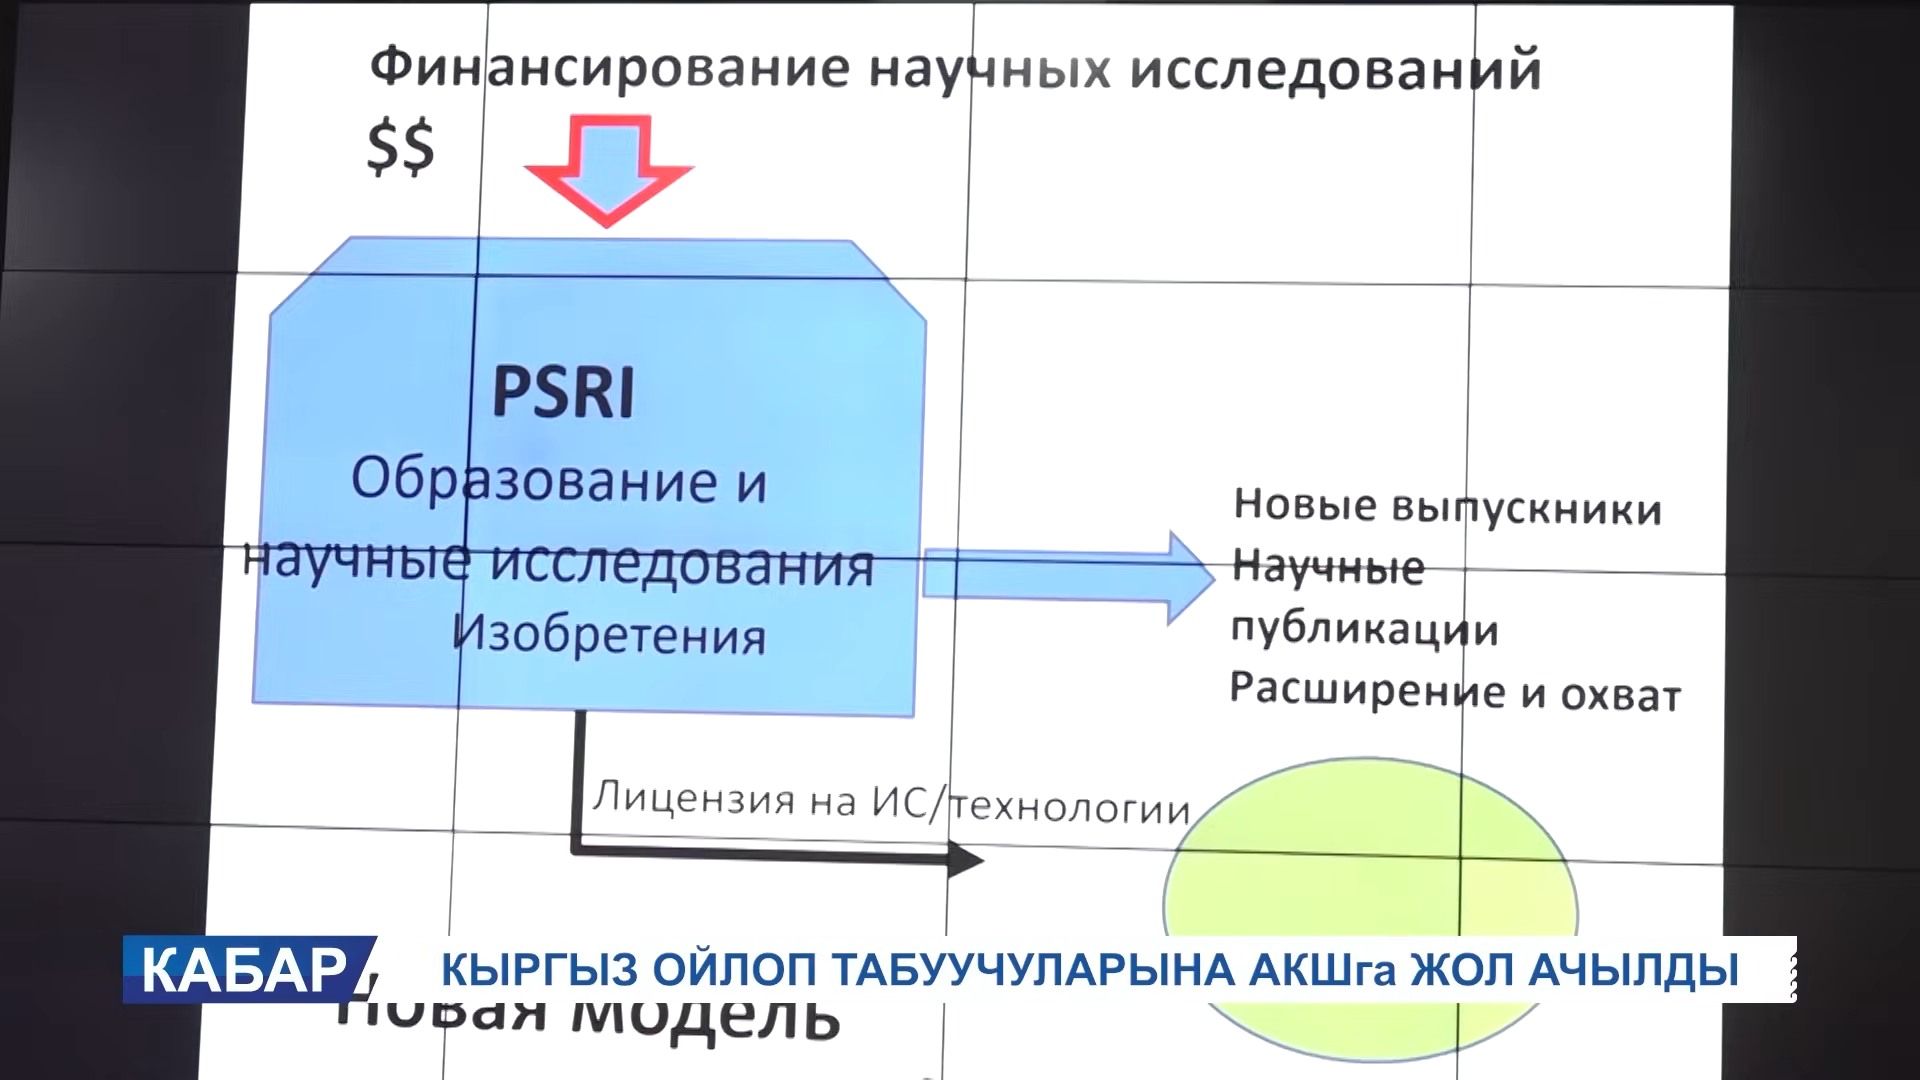 Финансирование научных исследований
$$
PSRI
Образование и
научные исследования
Изобретения
Новые выпускники
Научные
публикации
Расширение и охват
Лицензия на ИС/технологии
КАБАР
КЫРГЫЗ ОЙЛОП ТАБУУЧУЛАРЫНА АКШга ЖОЛ АЧЫЛДЫ
Новая модель